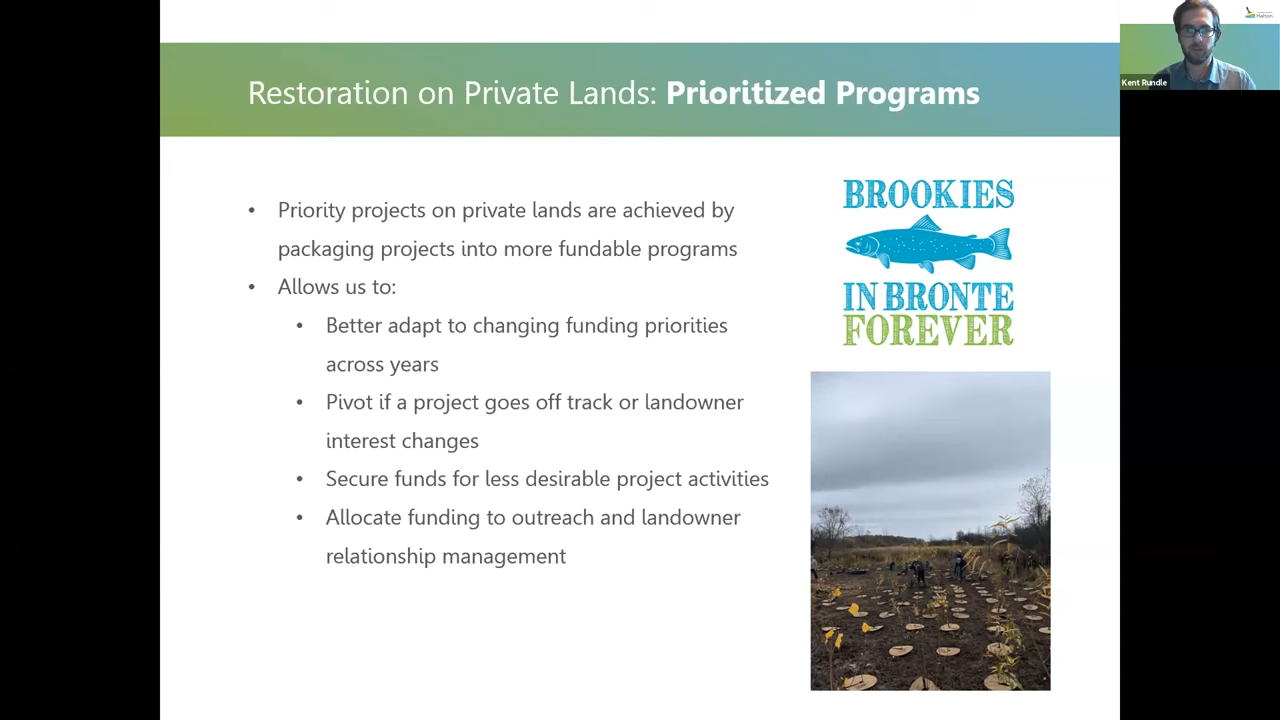 Restoration on Private Lands: Prioritized Programs
Kent Rundle
Halton
• Priority projects on private lands are achieved by
packaging projects into more fundable programs
• Allows us to:
• Better adapt to changing funding priorities
across years
• Pivot if a project goes off track or landowner
interest changes
• Secure funds for less desirable project activities
• Allocate funding to outreach and landowner
relationship management
BROOKIES
IN BRONTE
FOREVER